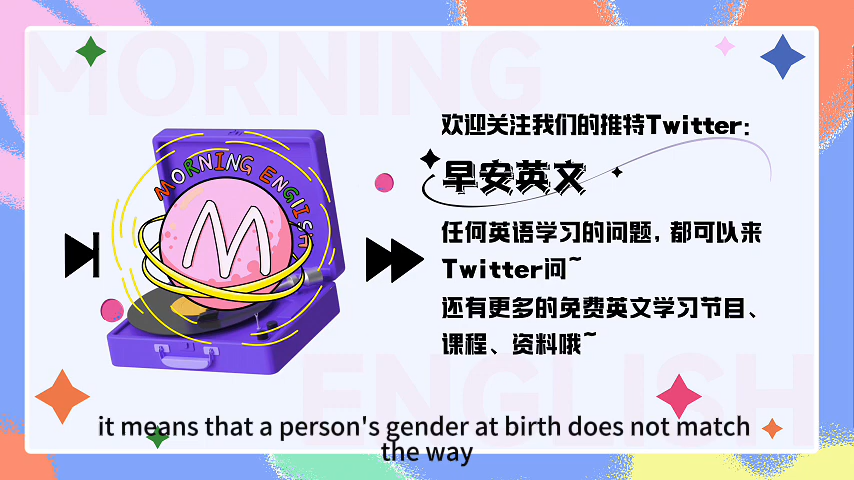 MORNING
欢迎关注我们的推特Twitter:
早安英文
MORNING ENGlISH
M
任何英语学习的问题,都可以来
Twitter问~
还有更多的免费英文学习节目、
课程、资料哦~
ENGLISH
it means that a person's gender at birth does not match
the way